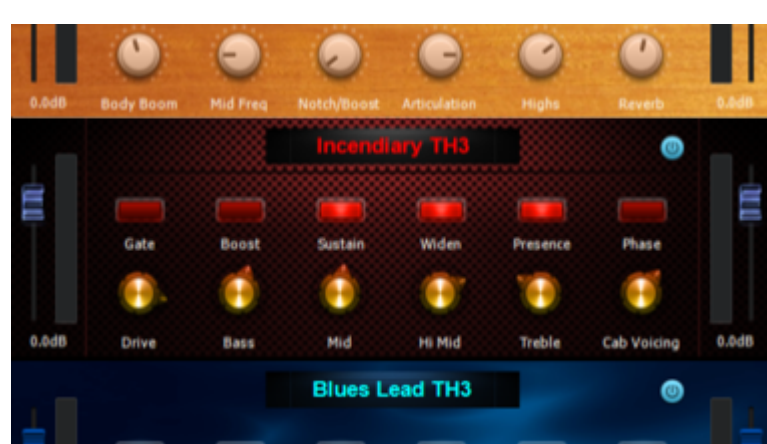 0.0dB Body Boom Mid Freq Notch/Boost Articulation Highs Reverb 0.0dB
Incendiary TH3
Gate Boost Sustain Widen Presence Phase
0.0dB Drive Bass Mid Hi Mid Treble Cab Voicing 0.0dB
Blues Lead TH3